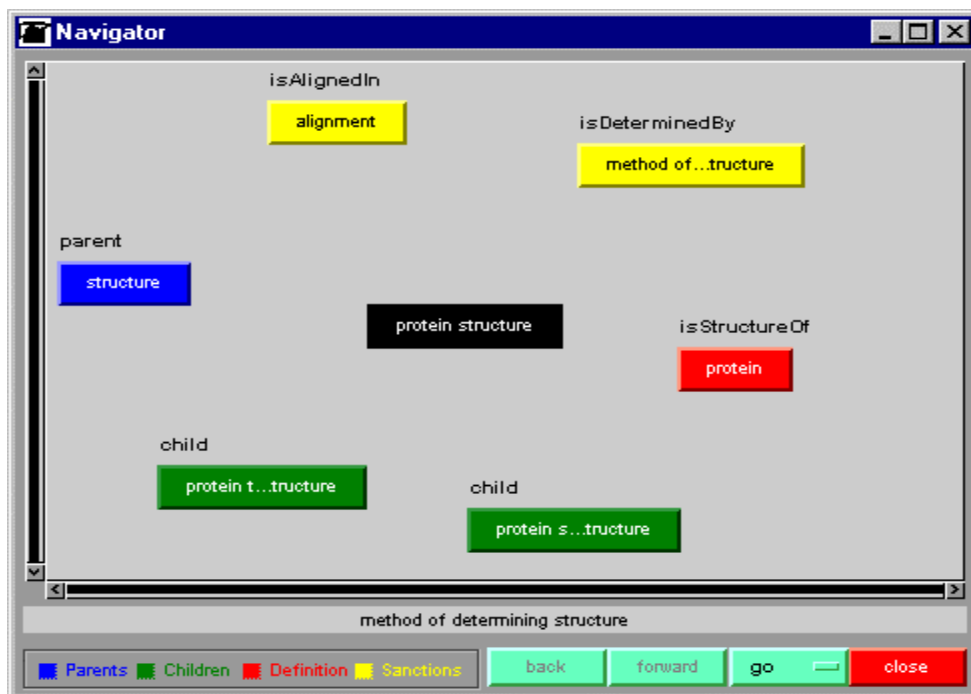 Navigator
isAlignedIn
alignment
isDeterminedBy
method of...tructure
parent
structure
protein structure
isStructureOf
protein
child
protein t...tructure
child
protein s...tructure
method of determining structure
Parents Children Definition Sanctions back forward go close